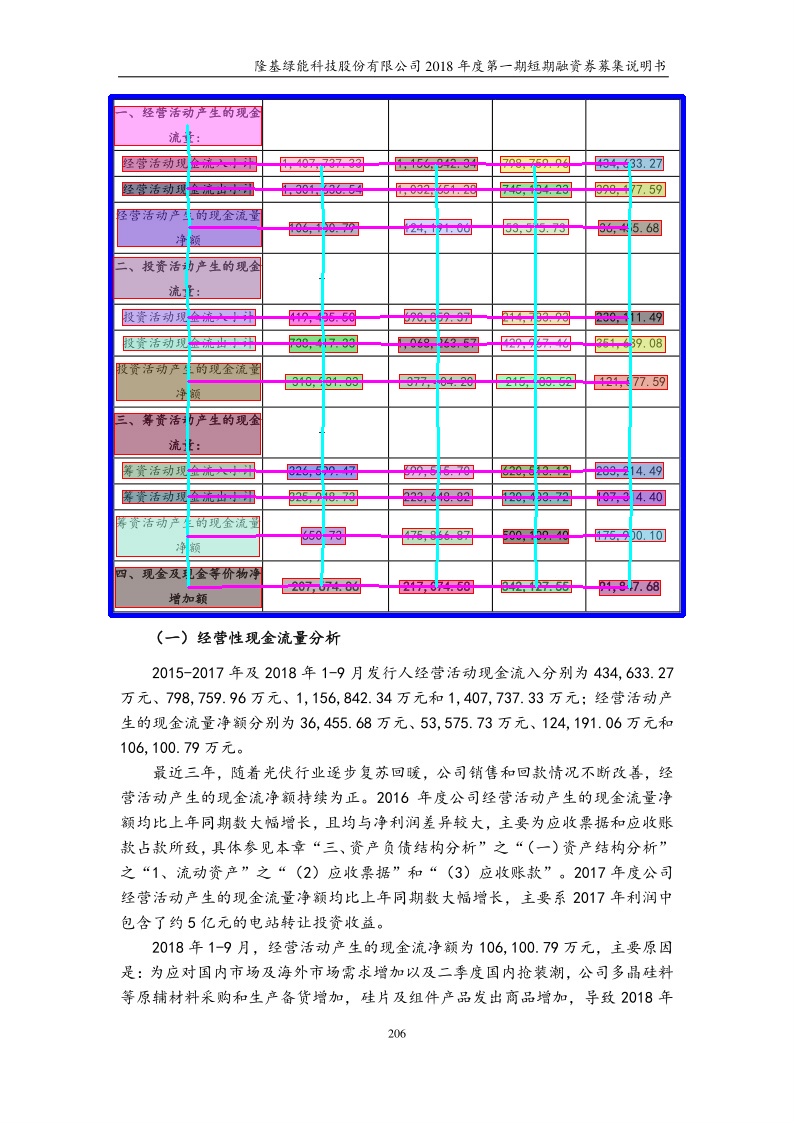 隆基绿能科技股份有限公司 2018 年度第一期短期融资券募集说明书
一、经营活动产生的现金
流量:
经营活动现金流入小计 1,407,737.33 1,156,842.34 798,759.96 434,633.27
经营活动现金流出小计 1,301,636.54 1,032,651.28 745,184.23 398,177.59
经营活动产生的现金流量
净额 106,100.79 124,191.06 53,575.73 36,455.68
二、投资活动产生的现金
流量: -
投资活动现金流入小计 419,485.50 690,859.37 214,783.93 230,111.49
投资活动现金流出小计 738,417.33 1,068,263.57 429,967.46 351,689.08
投资活动产生的现金流量
净额 -318,931.83 -377,404.20 -215,183.52 -121,577.59
三、筹资活动产生的现金
流量: -
筹资活动现金流入小计 326,599.47 699,515.70 283,214.49
筹资活动现金流出小计 325,948.73 223,648.82 107,314.40
筹资活动产生的现金流量
净额 650.73 475,866.87 175,900.10
四、现金及现金等价物净
增加额 217,674.58 342,127.55 91,847.68
（一）经营性现金流量分析
2015-2017 年及 2018 年 1-9 月发行人经营活动现金流入分别为 434,633.27
万元、798,759.96 万元、1,156,842.34 万元和 1,407,737.33 万元；经营活动产
生的现金流量净额分别为 36,455.68 万元、53,575.73 万元、124,191.06 万元和
106,100.79 万元。
最近三年，随着光伏行业逐步复苏回暖，公司销售和回款情况不断改善，经
营活动产生的现金流净额持续为正。2016 年度公司经营活动产生的现金流量净
额均比上年同期数大幅增长，且均与净利润差异较大，主要为应收票据和应收账
款占款所致，具体参见本章“三、资产负债结构分析”之“（一）资产结构分析”
之“1、流动资产”之“（2）应收票据”和“（3）应收账款”。2017 年度公司
经营活动产生的现金流量净额均比上年同期数大幅增长，主要系 2017 年利润中
包含了约 5 亿元的电站转让投资收益。
2018 年 1-9 月，经营活动产生的现金流净额为 106,100.79 万元，主要原因
是：为应对国内市场及海外市场需求增加以及二季度国内抢装潮，公司多晶硅料
等原辅材料采购和生产备货增加，硅片及组件产品发出商品增加，导致 2018 年
206